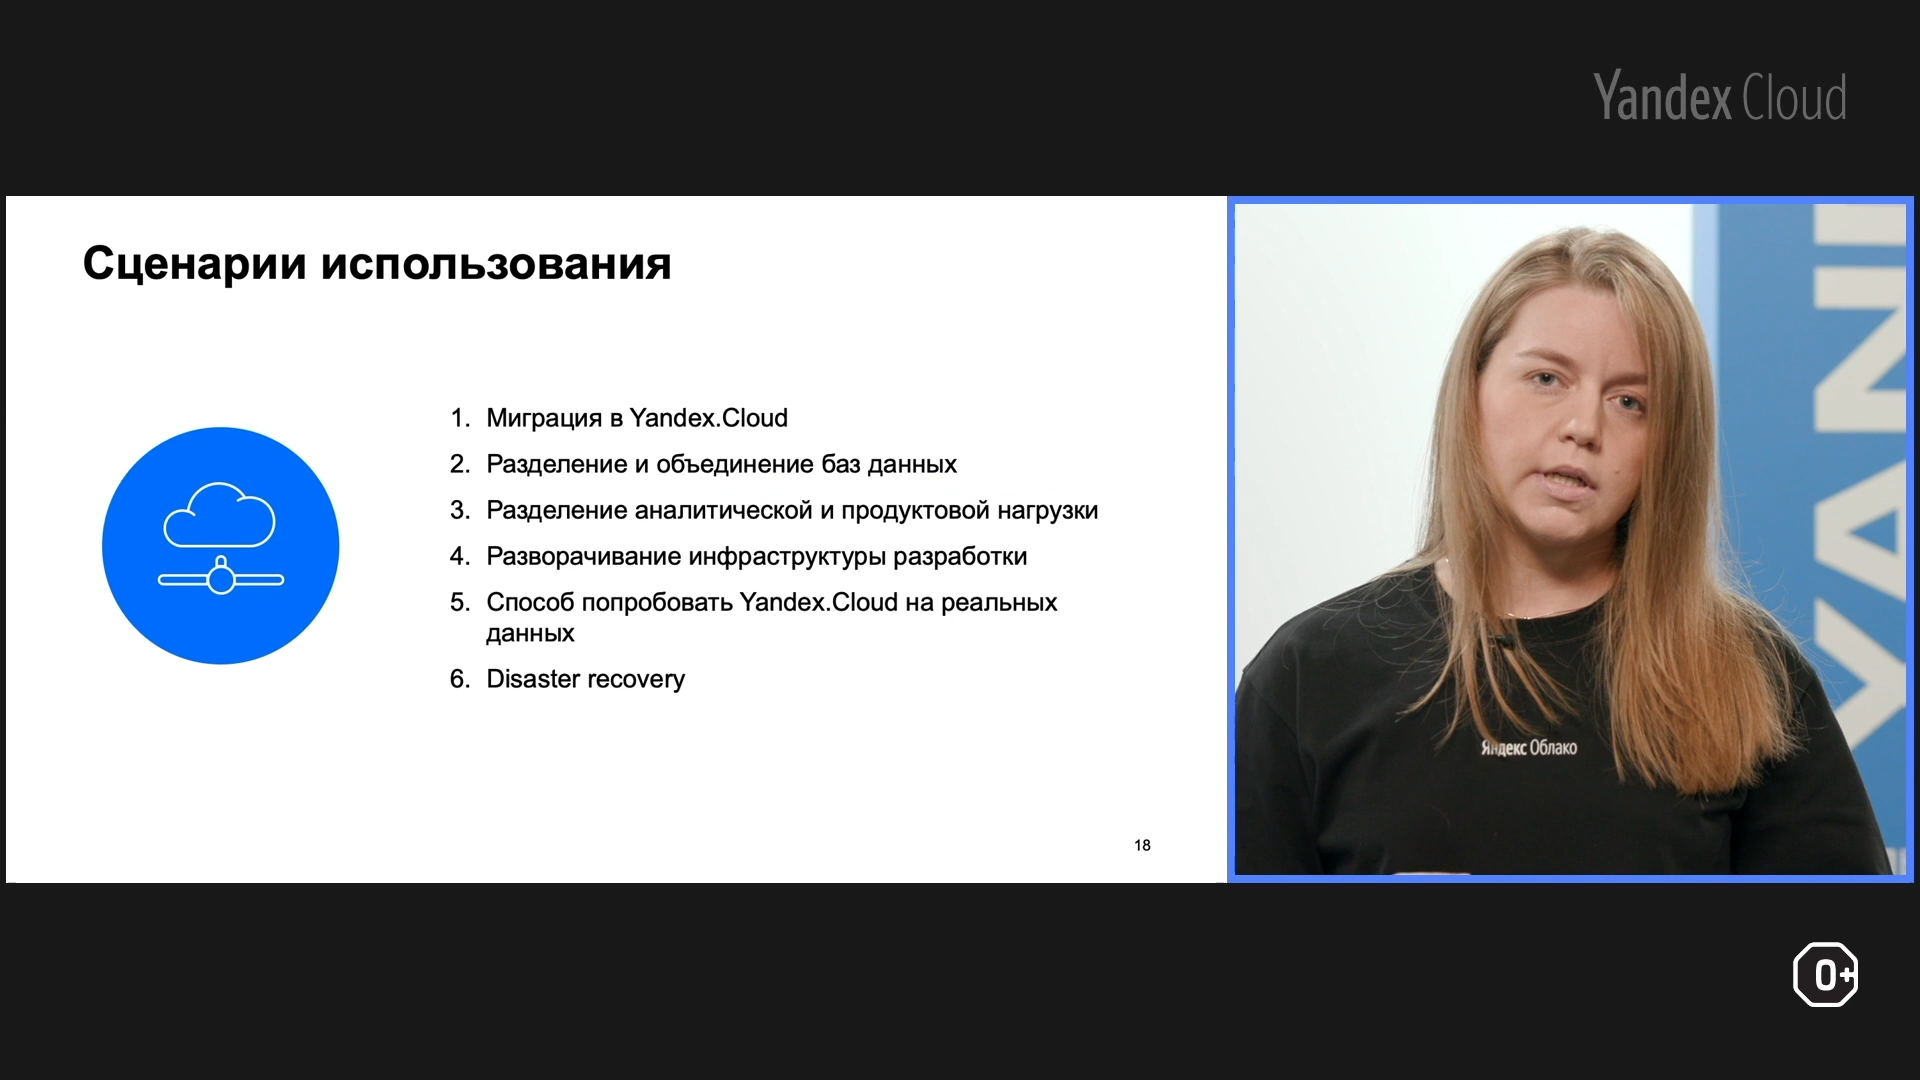 Yandex Cloud
Сценарии использования
1. Миграция в Yandex.Cloud
2. Разделение и объединение баз данных
3. Разделение аналитической и продуктовой нагрузки
4. Разворачивание инфраструктуры разработки
5. Способ попробовать Yandex.Cloud на реальных
данных
6. Disaster recovery
18
YAN
Яндекс Облако
0+